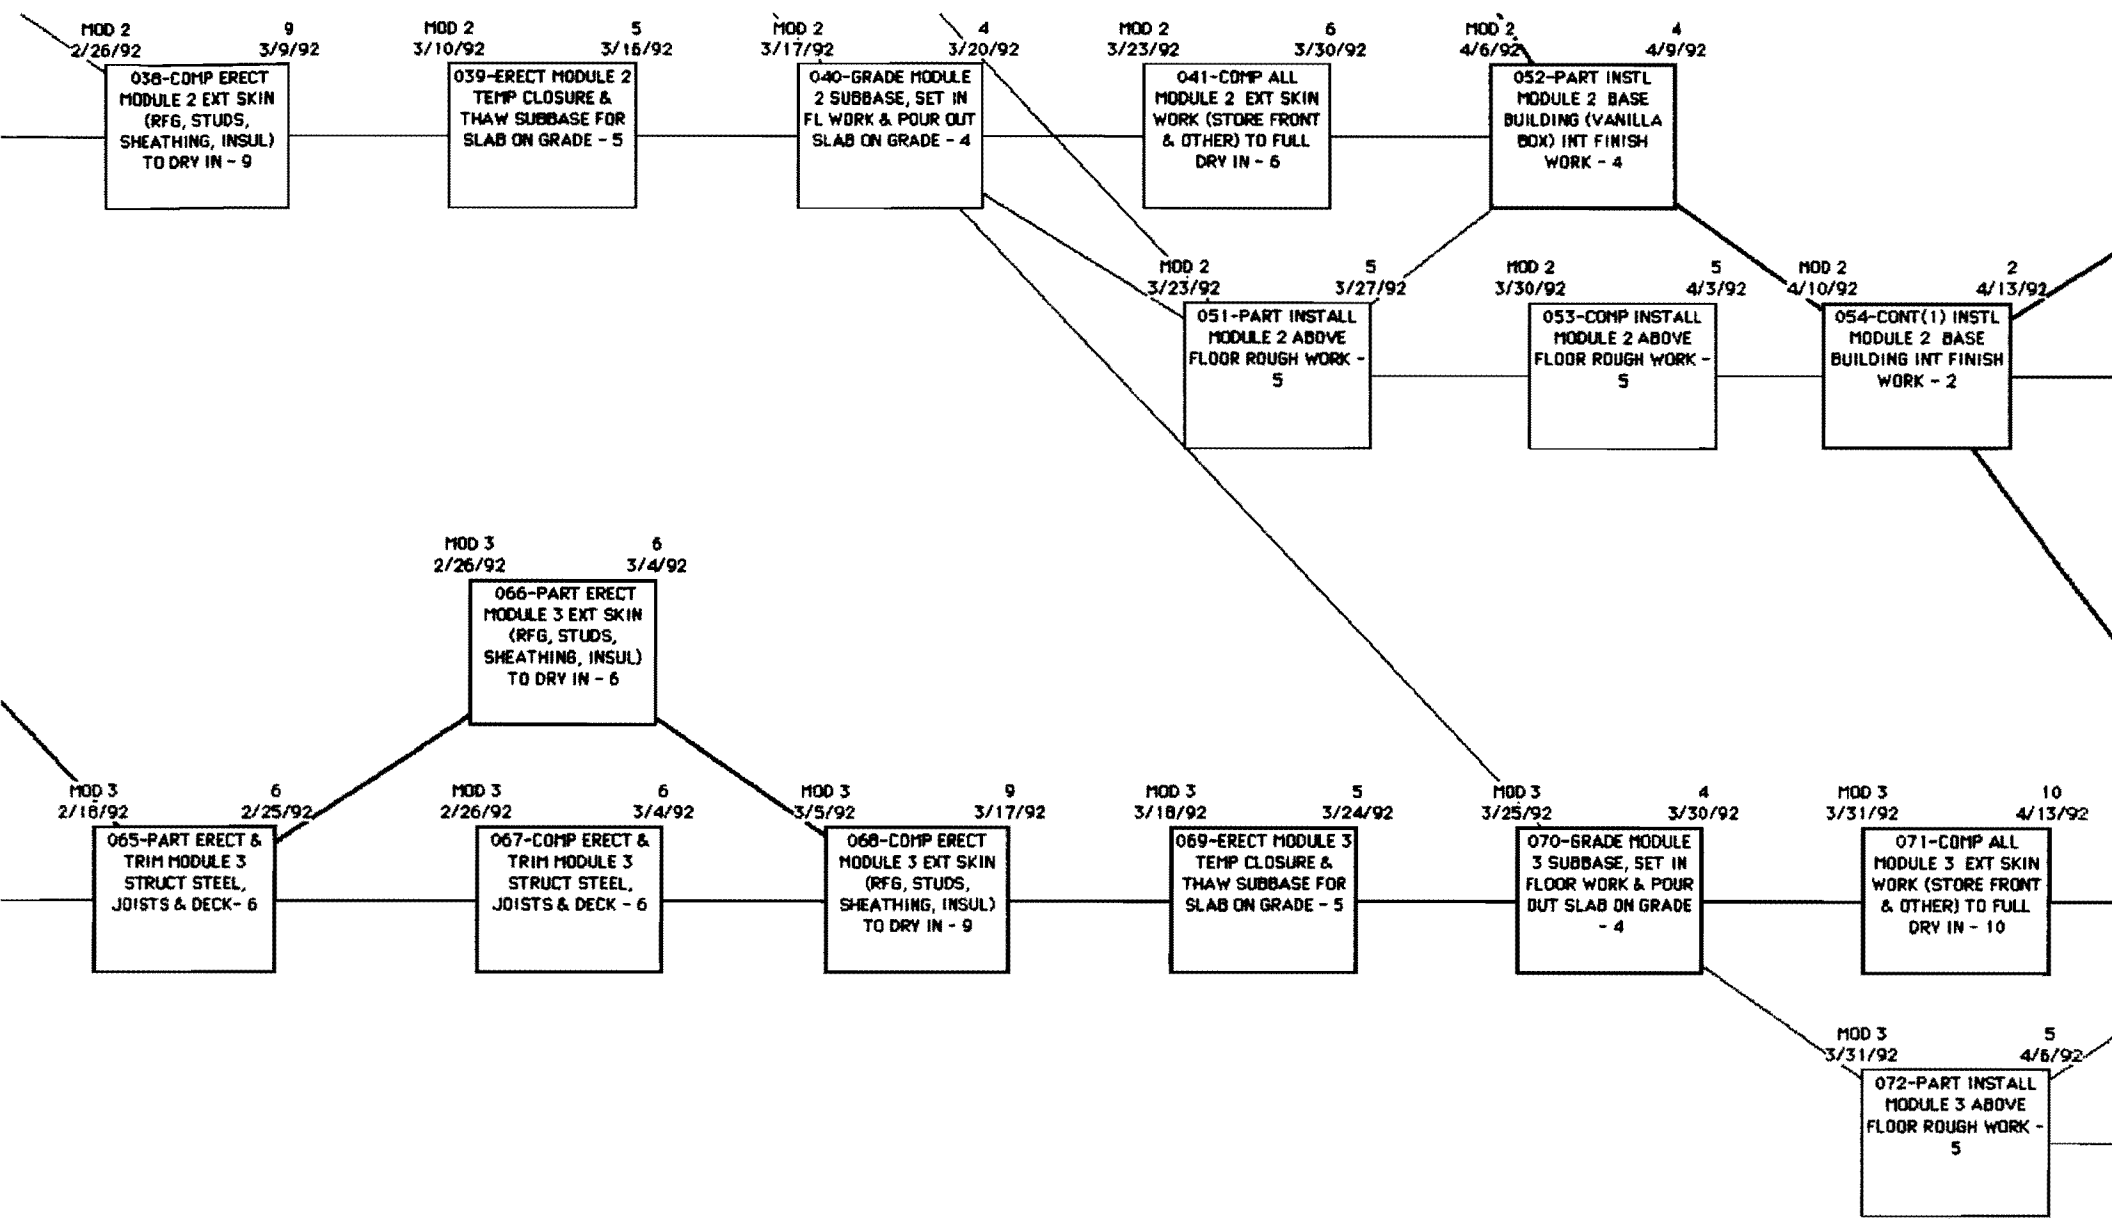 MOD 2 9
2/26/92 3/9/92
038-COMP ERECT
MODULE 2 EXT SKIN
(RFG, STUDS,
SHEATHING, INSUL)
TO DRY IN - 9
MOD 2 5
3/10/92 3/16/92
039-ERECT MODULE 2
TEMP CLOSURE &
THAW SUBBASE FOR
SLAB ON GRADE - 5
MOD 2 4
3/17/92 3/20/92
040-GRADE MODULE
2 SUBBASE, SET IN
FL WORK & POUR OUT
SLAB ON GRADE - 4
MOD 2 6
3/23/92 3/30/92
041-COMP ALL
MODULE 2 EXT SKIN
WORK (STORE FRONT
& OTHER) TO FULL
DRY IN - 6
MOD 2 4
4/6/92 4/9/92
052-PART INSTL
MODULE 2 BASE
BUILDING (VANILLA
BOX) INT FINISH
WORK - 4
MOD 2 5
3/23/92 3/27/92
051-PART INSTALL
MODULE 2 ABOVE
FLOOR ROUGH WORK -
5
MOD 2 5
3/30/92 4/3/92
053-COMP INSTALL
MODULE 2 ABOVE
FLOOR ROUGH WORK -
5
MOD 2 2
4/10/92 4/13/92
054-CONT(1) INSTL
MODULE 2 BASE
BUILDING INT FINISH
WORK - 2
MOD 3 6
2/26/92 3/4/92
066-PART ERECT
MODULE 3 EXT SKIN
(RFG, STUDS,
SHEATHING, INSUL)
TO DRY IN - 6
MOD 3 6
2/18/92 2/25/92
065-PART ERECT &
TRIM MODULE 3
STRUCT STEEL,
JOISTS & DECK- 6
MOD 3 6
2/26/92 3/4/92
067-COMP ERECT &
TRIM MODULE 3
STRUCT STEEL,
JOISTS & DECK - 6
MOD 3 9
3/5/92 3/17/92
068-COMP ERECT
MODULE 3 EXT SKIN
(RFG, STUDS,
SHEATHING, INSUL)
TO DRY IN - 9
MOD 3 5
3/18/92 3/24/92
069-ERECT MODULE 3
TEMP CLOSURE &
THAW SUBBASE FOR
SLAB ON GRADE - 5
MOD 3 4
3/25/92 3/30/92
070-GRADE MODULE
3 SUBBASE, SET IN
FLOOR WORK & POUR
OUT SLAB ON GRADE
- 4
MOD 3 10
3/31/92 4/13/92
071-COMP ALL
MODULE 3 EXT SKIN
WORK (STORE FRONT
& OTHER) TO FULL
DRY IN - 10
MOD 3 5
3/31/92 4/6/92
072-PART INSTALL
MODULE 3 ABOVE
FLOOR ROUGH WORK -
5